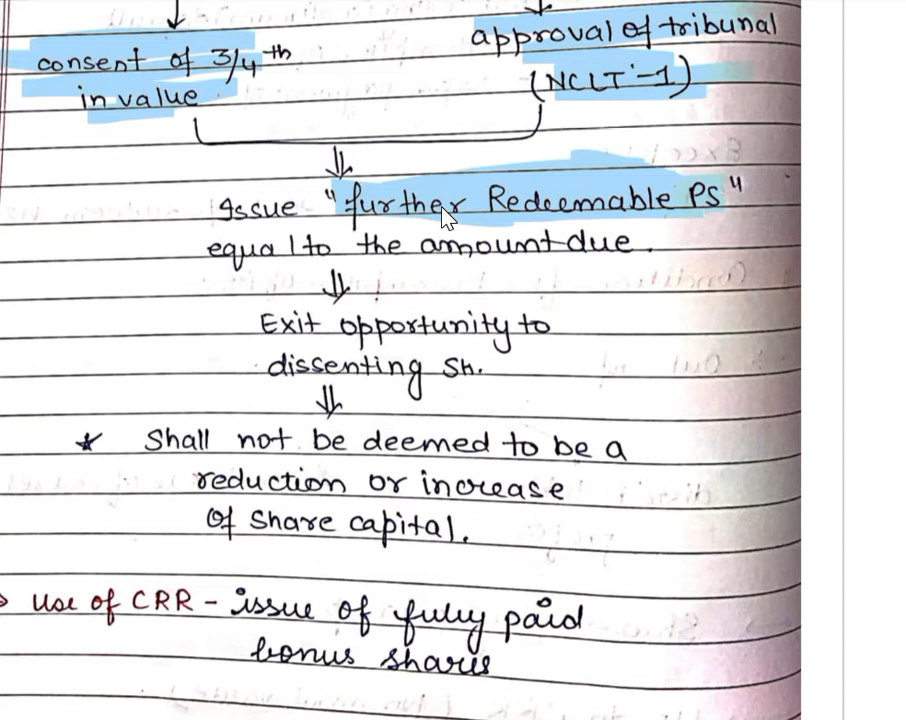 consent of 3/4th
in value
approval of tribunal
(NCLT-1)
Issue "further Redeemable PS"
equal to the amount due.
Exit opportunity to
dissenting Sh.
* Shall not be deemed to be a
reduction or increase
of share capital.
Use of CRR - issue of fully paid
bonus shares